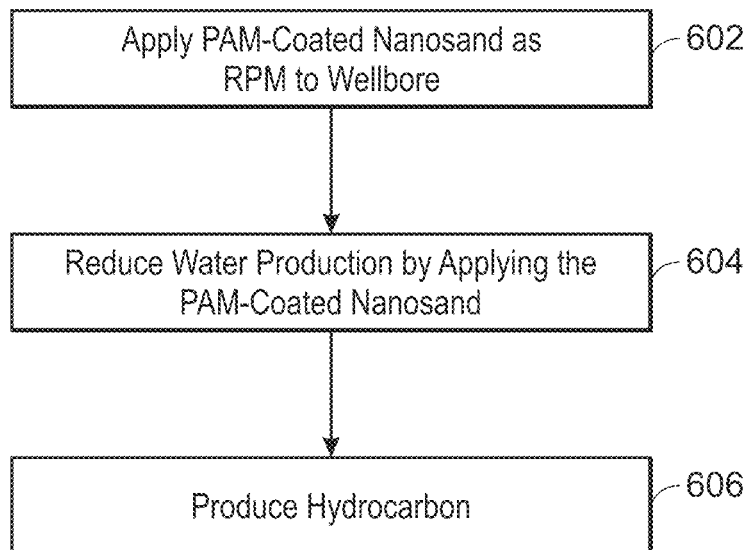 Apply PAM-Coated Nanosand as
RPM to Wellbore
602
Reduce Water Production by Applying the
PAM-Coated Nanosand
604
Produce Hydrocarbon
606